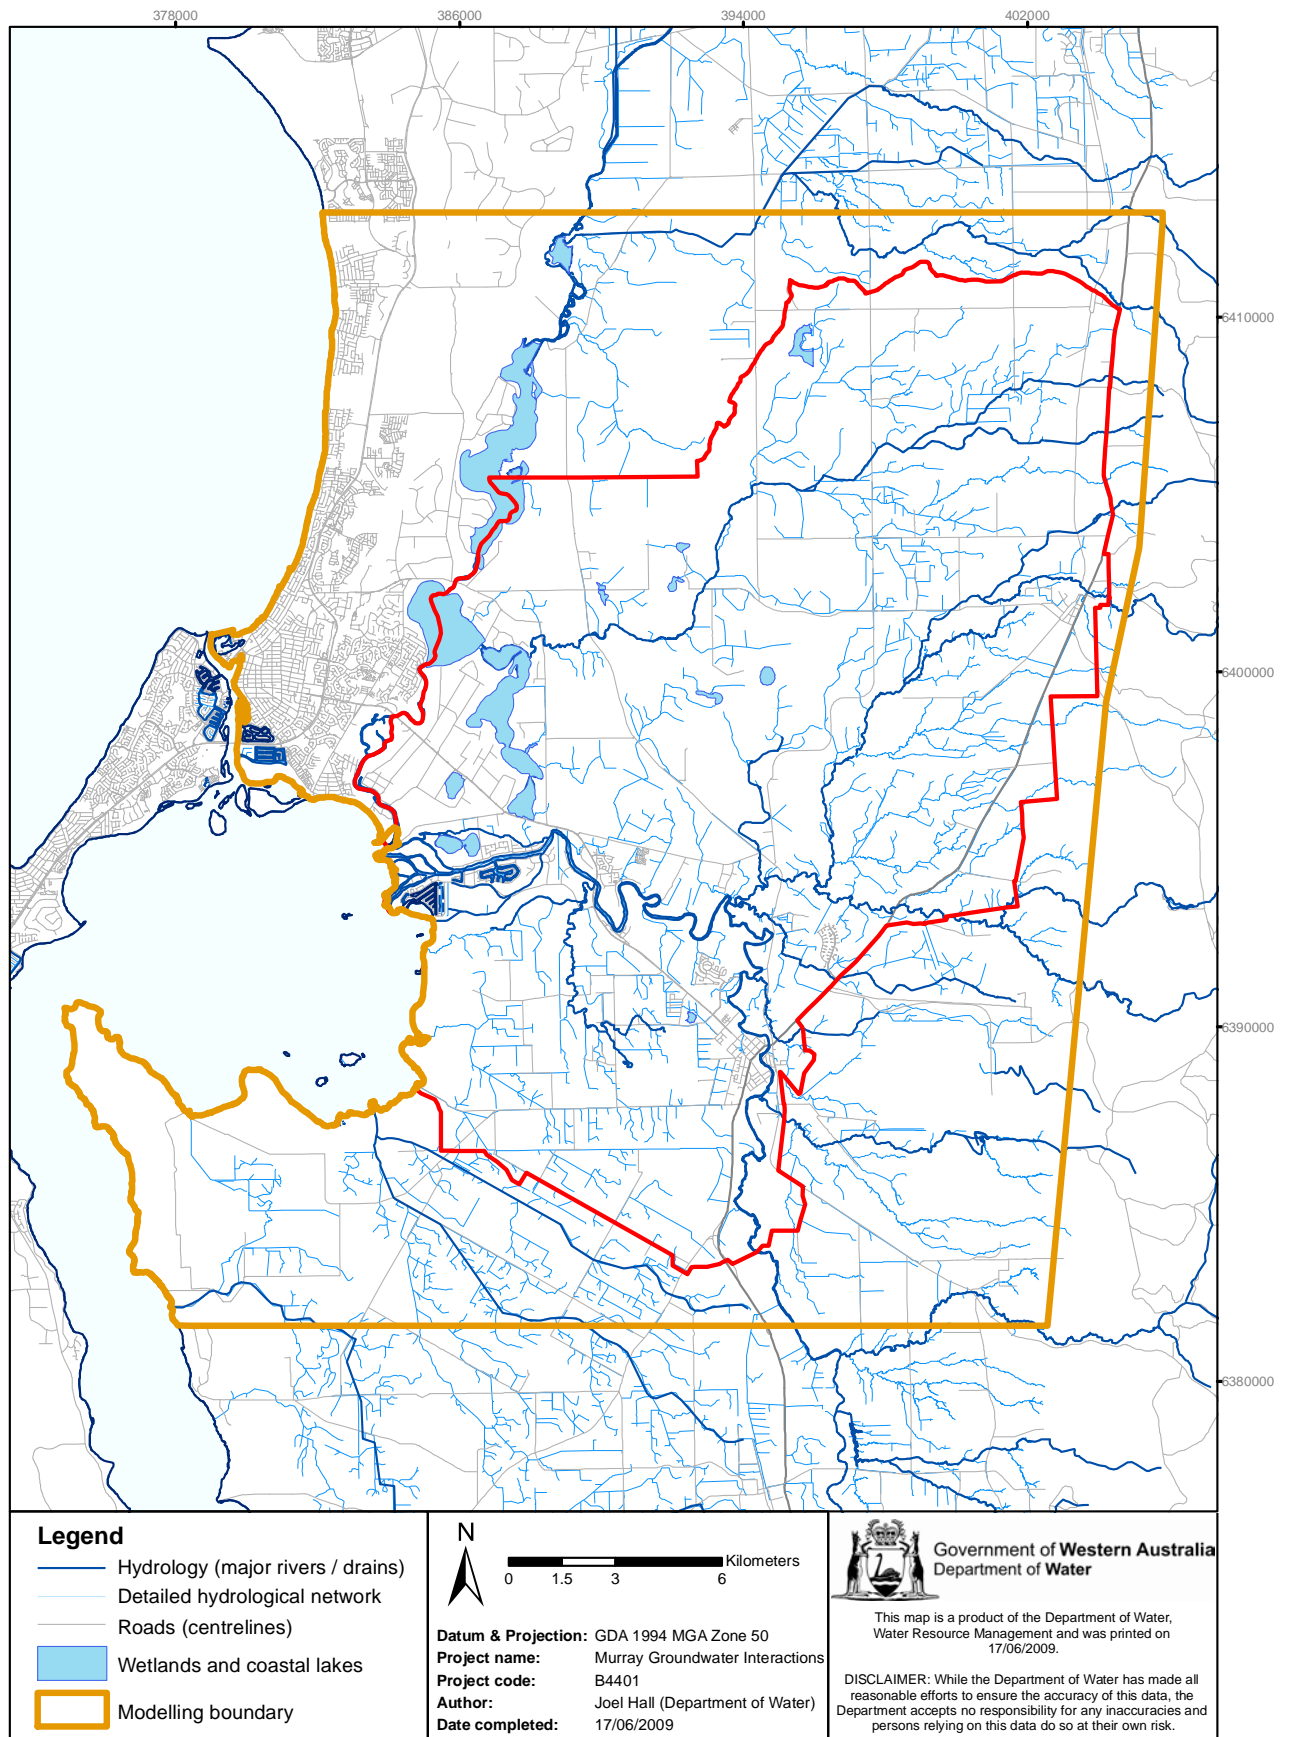 378000
386000
394000
402000
6410000
6400000
6390000
6380000
Legend
Hydrology (major rivers / drains)
Detailed hydrological network
Roads (centrelines)
Wetlands and coastal lakes
Modelling boundary
N
Kilometers
0 1.5 3 6
Datum & Projection: GDA 1994 MGA Zone 50
Project name: Murray Groundwater Interactions
Project code: B4401
Author: Joel Hall (Department of Water)
Date completed: 17/06/2009
Government of Western Australia
Department of Water
This map is a product of the Department of Water,
Water Resource Management and was printed on
17/06/2009.
DISCLAIMER: While the Department of Water has made all
reasonable efforts to ensure the accuracy of this data, the
Department accepts no responsibility for any inaccuracies and
persons relying on this data do so at their own risk.